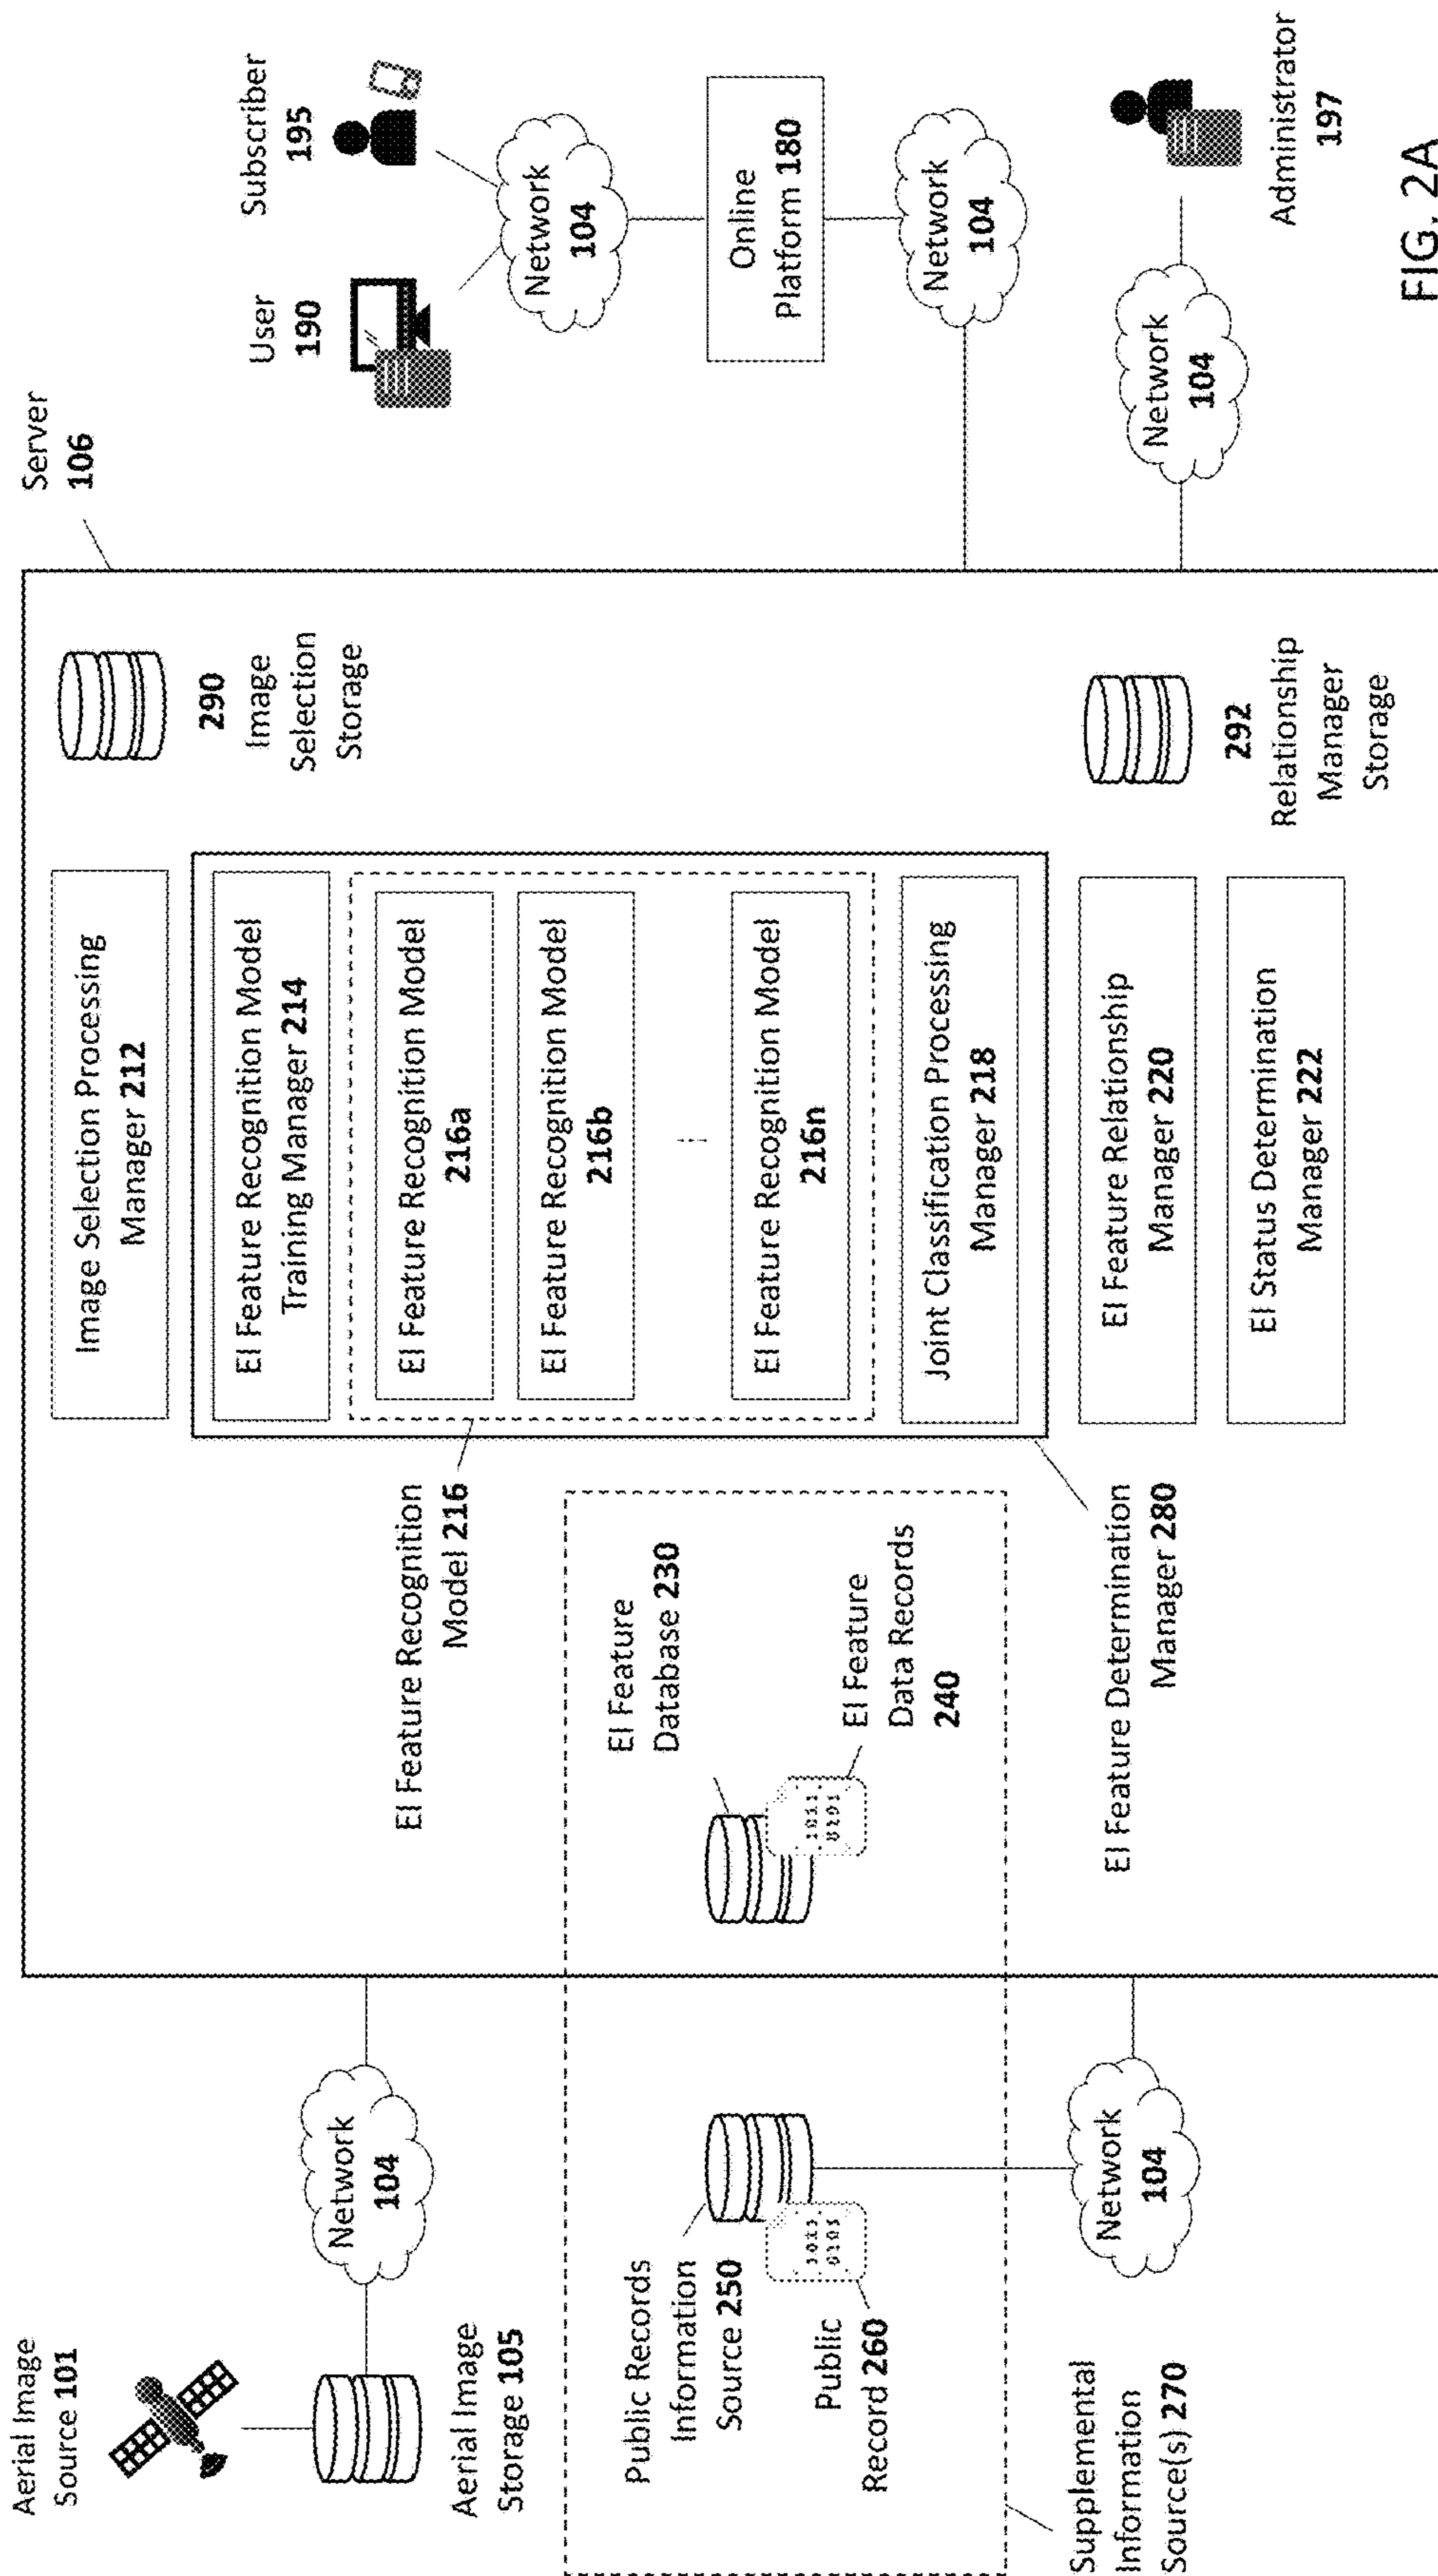 Aerial Image
Source 101
Aerial Image
Storage 105
Network
104
Public Records
Information
Source 250
Public
Record 260
Supplemental
Information
Source(s) 270
Network
104
Server
106
EI Feature Recognition
Model 216
EI Feature
Database 230
1011
0101
EI Feature
Data Records
240
EI Feature Determination
Manager 280
Image Selection Processing
Manager 212
EI Feature Recognition Model
Training Manager 214
EI Feature Recognition Model
216a
EI Feature Recognition Model
216b
EI Feature Recognition Model
216n
Joint Classification Processing
Manager 218
EI Feature Relationship
Manager 220
EI Status Determination
Manager 222
290
Image
Selection
Storage
292
Relationship
Manager
Storage
User
190
Subscriber
195
Network
104
Online
Platform 180
Network
104
Network
104
Administrator
197
FIG. 2A